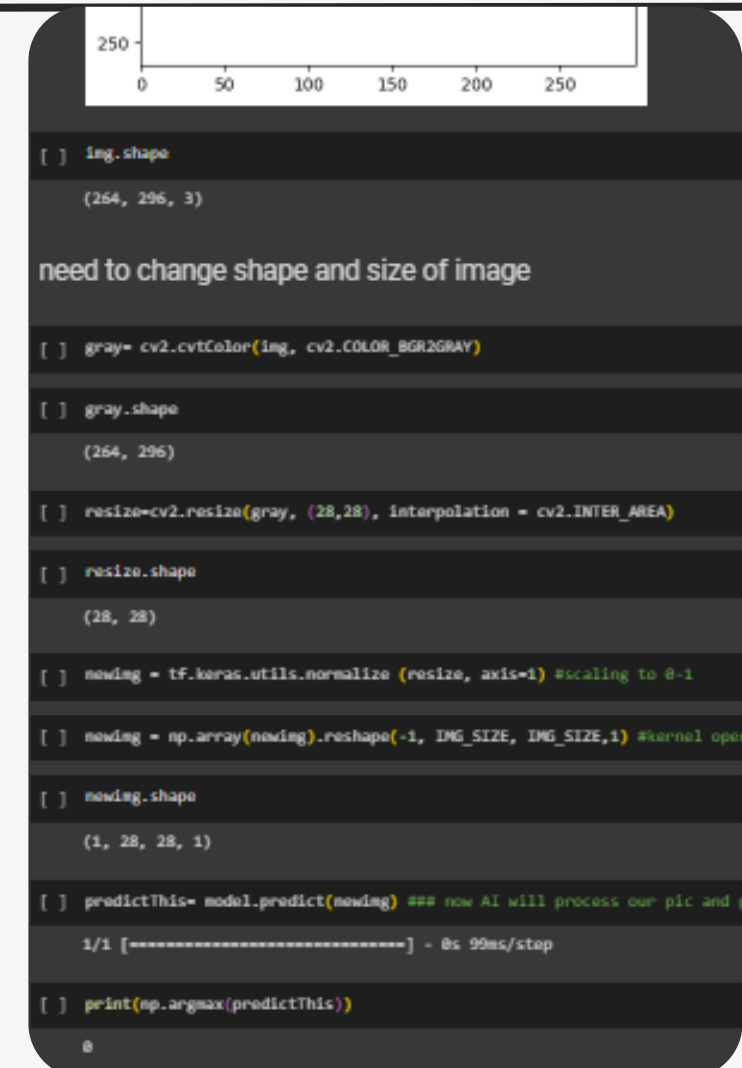 250
0 50 100 150 200 250
[ ] img.shape
(264, 296, 3)
need to change shape and size of image
[ ] gray= cv2.cvtColor(img, cv2.COLOR_BGR2GRAY)
[ ] gray.shape
(264, 296)
[ ] resize=cv2.resize(gray, (28,28), interpolation = cv2.INTER_AREA)
[ ] resize.shape
(28, 28)
[ ] newimg = tf.keras.utils.normalize (resize, axis=1) #scaling to 0-1
[ ] newimg = np.array(newimg).reshape(-1, IMG_SIZE, IMG_SIZE,1) #kernel
[ ] newimg.shape
(1, 28, 28, 1)
[ ] predictThis= model.predict(newimg) ### now AI will process our pic and
1/1 [==============================] - 0s 99ms/step
[ ] print(np.argmax(predictThis))
0